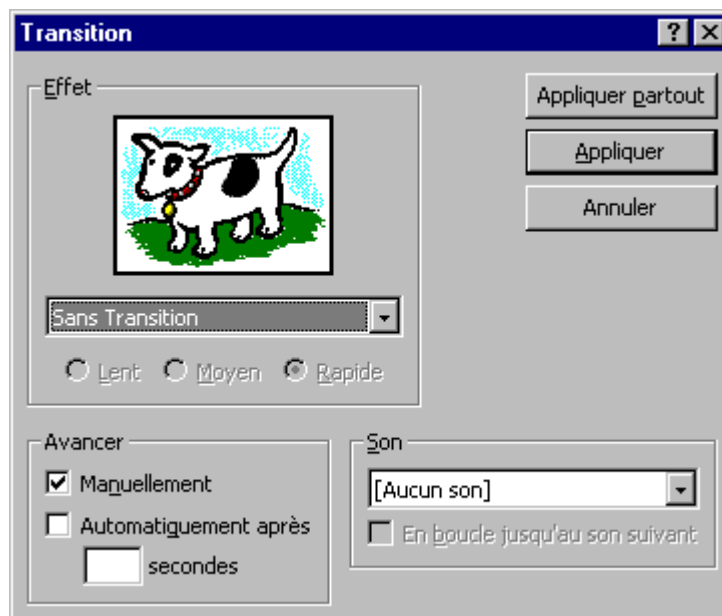 Transition
Effet
Appliquer partout
Appliquer
Annuler
Sans Transition
Lent Moyen Rapide
Avancer
Manuellement
Automatiquement après
secondes
Son
[Aucun son]
En boucle jusqu'au son suivant